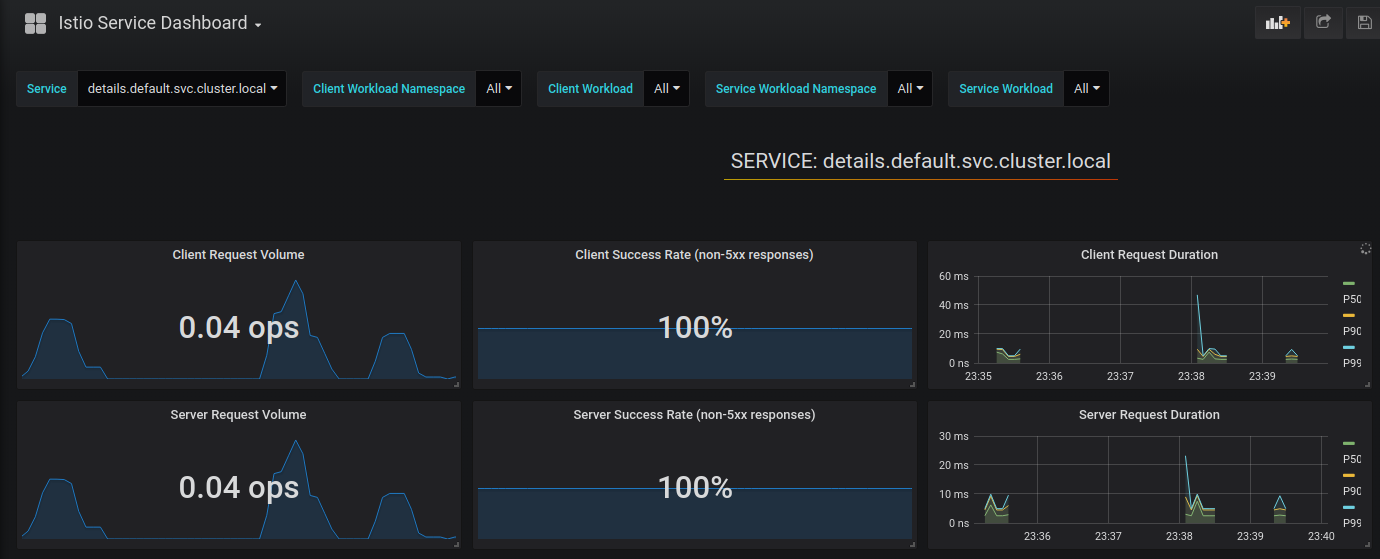 Istio Service Dashboard
Service details.default.svc.cluster.local Client Workload Namespace All Client Workload All Service Workload Namespace All Service Workload All
SERVICE: details.default.svc.cluster.local
Client Request Volume
0.04 ops
Client Success Rate (non-5xx responses)
100%
Client Request Duration
60 ms
40 ms
20 ms
0 ns
23:35 23:36 23:37 23:38 23:39
P50
P90
P99
Server Request Volume
0.04 ops
Server Success Rate (non-5xx responses)
100%
Server Request Duration
30 ms
20 ms
10 ms
0 ns
23:36 23:37 23:38 23:39 23:40
P50
P90
P99